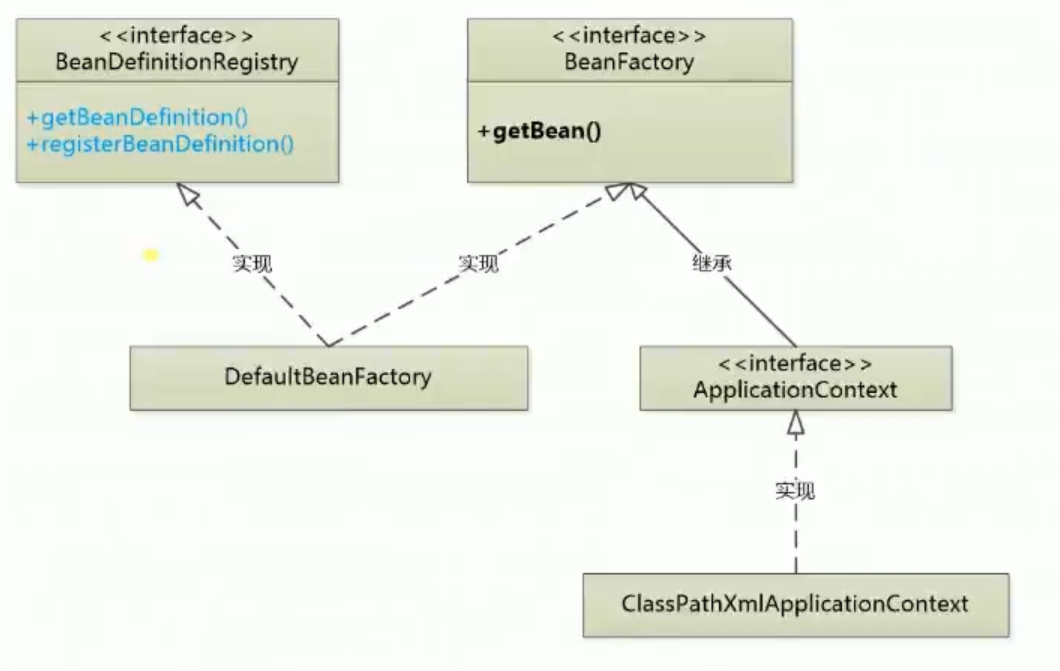 <<interface>>
BeanDefinitionRegistry
+getBeanDefinition()
+registerBeanDefinition()
<<interface>>
BeanFactory
+getBean()
实现
实现
继承
DefaultBeanFactory
<<interface>>
ApplicationContext
实现
ClassPathXmlApplicationContext